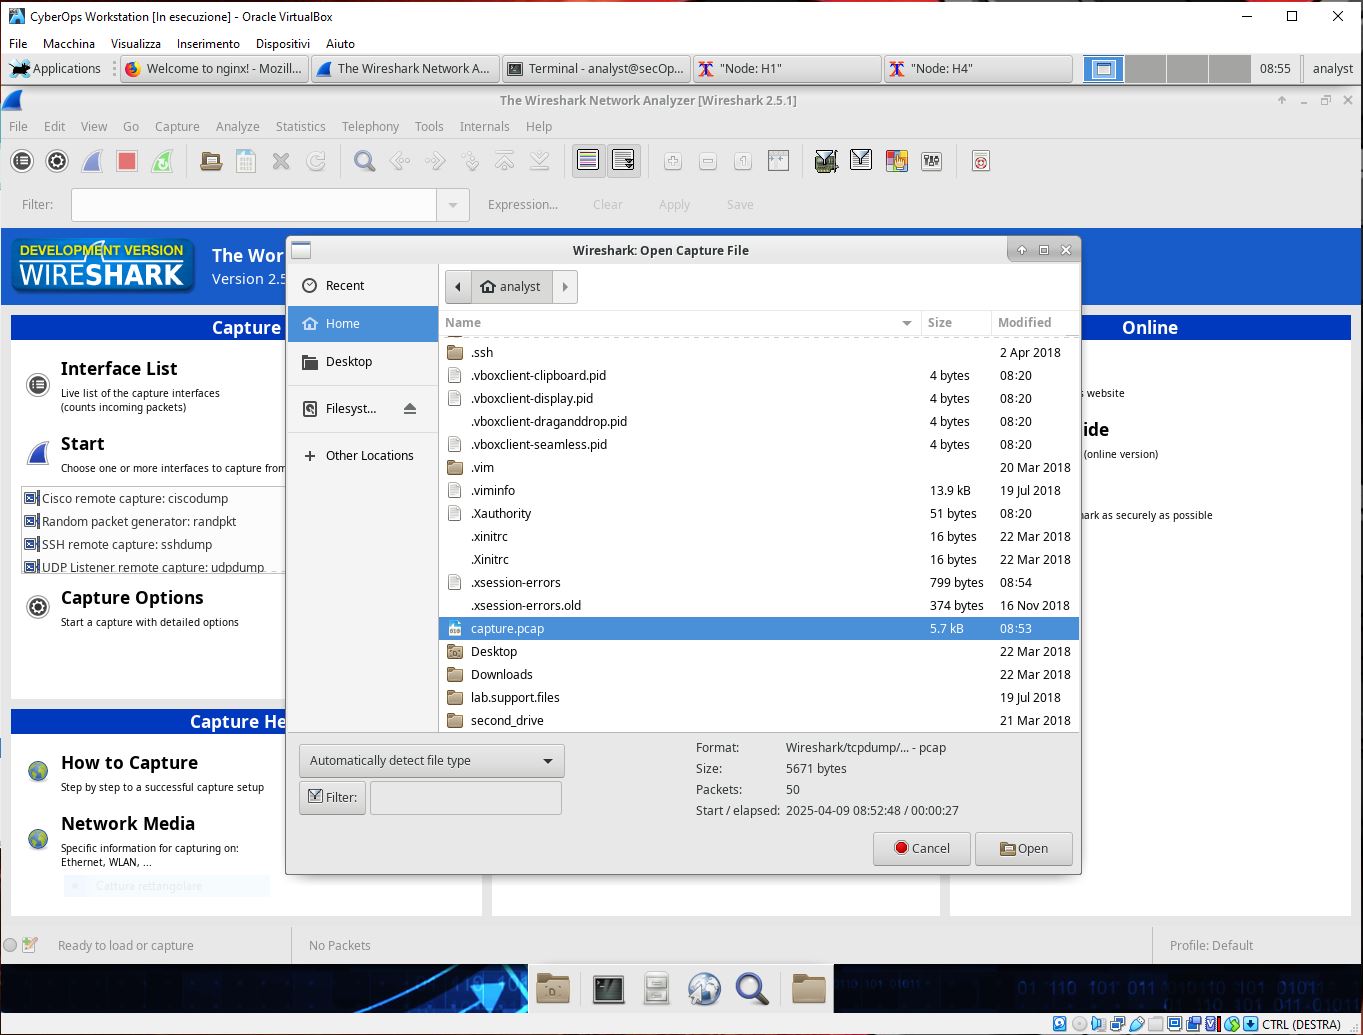 CyberOps Workstation [In esecuzione] - Oracle VirtualBox
File Macchina Visualizza Inserimento Dispositivi Aiuto
Applications Welcome to nginx! - Mozill... The Wireshark Network A... Terminal - analyst@secOp... "Node: H1" "Node: H4" 08:55 analyst
The Wireshark Network Analyzer [Wireshark 2.5.1]
File Edit View Go Capture Analyze Statistics Telephony Tools Internals Help
Filter: Expression... Clear Apply Save
DEVELOPMENT VERSION
WIRESHARK
The Wor
Version 2.5
Capture
Interface List
Live list of the capture interfaces
(counts incoming packets)
Start
Choose one or more interfaces to capture from
Cisco remote capture: ciscodump
Random packet generator: randpkt
SSH remote capture: sshdump
UDP Listener remote capture: udpdump
Capture Options
Start a capture with detailed options
Capture He
How to Capture
Step by step to a successful capture setup
Network Media
Specific information for capturing on:
Ethernet, WLAN, ...
Cattura rettangolare
Wireshark: Open Capture File
Recent
Home
Desktop
Filesyst...
Other Locations
analyst
Name Size Modified
.ssh 2 Apr 2018
.vboxclient-clipboard.pid 4 bytes 08:20
.vboxclient-display.pid 4 bytes 08:20
.vboxclient-draganddrop.pid 4 bytes 08:20
.vboxclient-seamless.pid 4 bytes 08:20
.vim 20 Mar 2018
.viminfo 13.9 kB 19 Jul 2018
.Xauthority 51 bytes 08:20
.xinitrc 16 bytes 22 Mar 2018
.Xinitrc 16 bytes 22 Mar 2018
.xsession-errors 799 bytes 08:54
.xsession-errors.old 374 bytes 16 Nov 2018
capture.pcap 5.7 kB 08:53
Desktop 22 Mar 2018
Downloads 22 Mar 2018
lab.support.files 19 Jul 2018
second_drive 21 Mar 2018
Automatically detect file type
Filter:
Format: Wireshark/tcpdump/... - pcap
Size: 5671 bytes
Packets: 50
Start / elapsed: 2025-04-09 08:52:48 / 00:00:27
Cancel Open
Online
s website
ide
(online version)
ark as securely as possible
Ready to load or capture No Packets Profile: Default
CTRL (DESTRA)